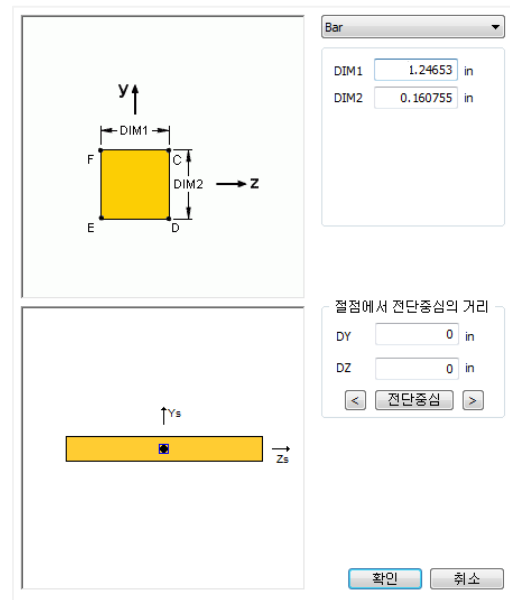 Bar
DIM1 1.24653 in
DIM2 0.160755 in
y
DIM1
F
C
DIM2
z
E
D
절점에서 전단중심의 거리
DY 0 in
DZ 0 in
< 전단중심 >
Ys
Zs
확인 취소